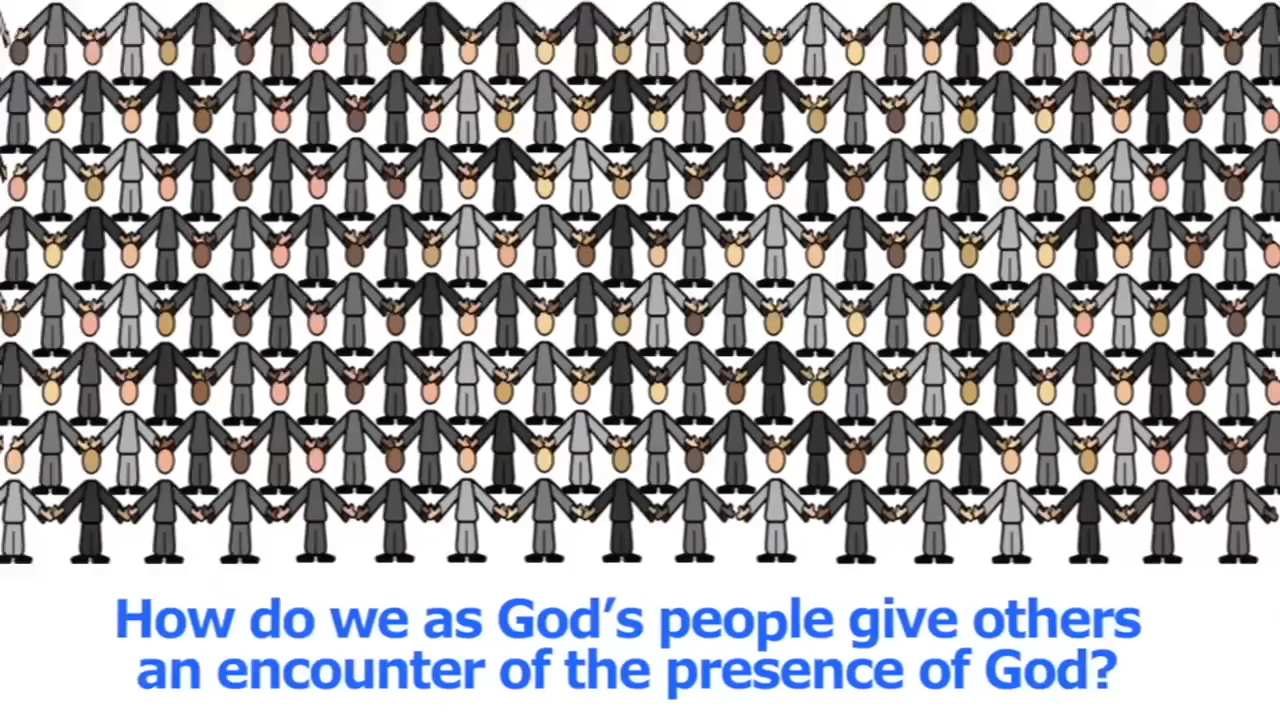 How do we as God’s people give others
an encounter of the presence of God?